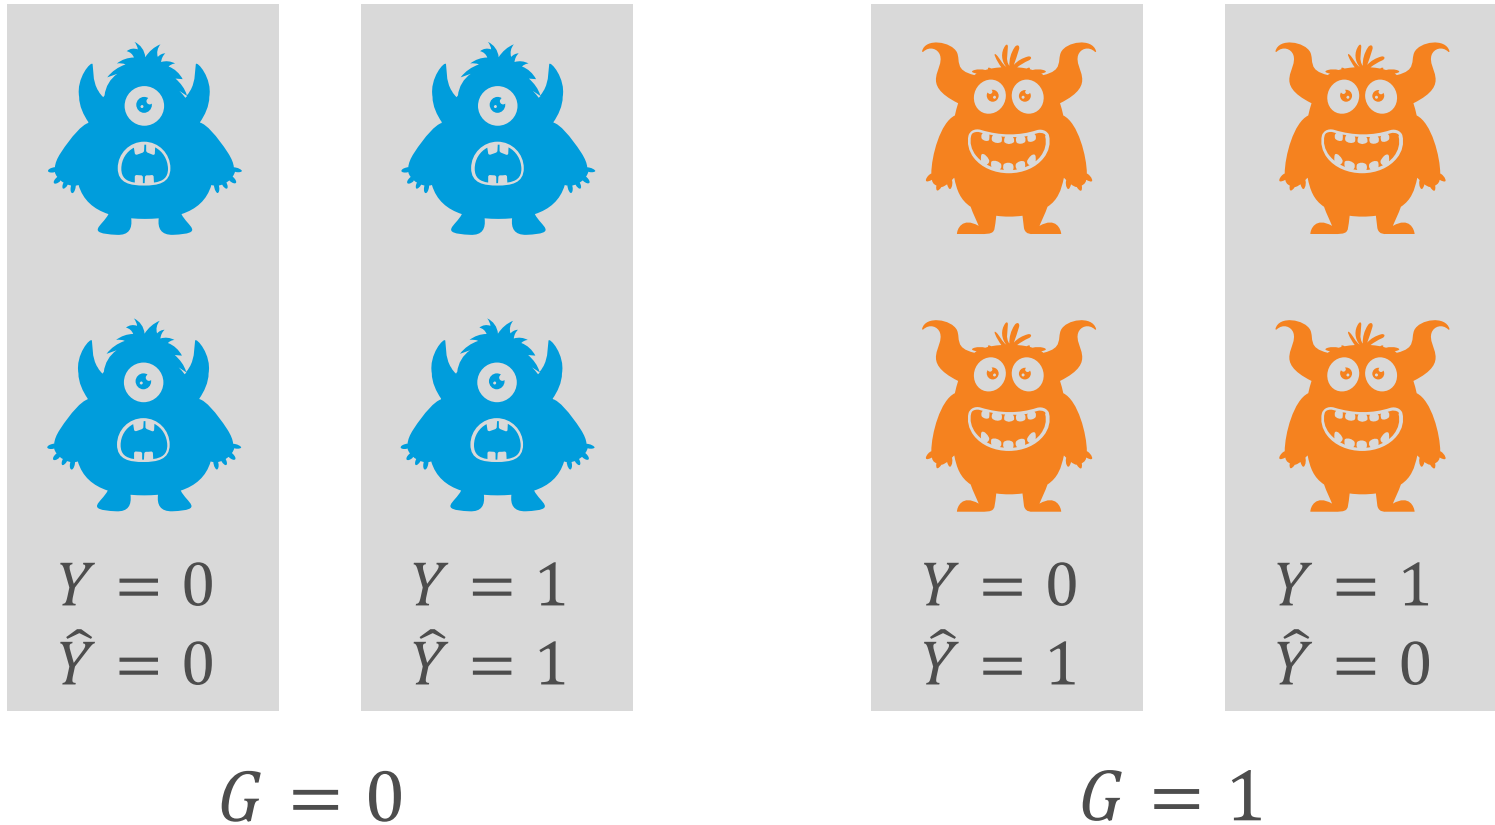 Y = 0
Ŷ = 0
Y = 1
Ŷ = 1
Y = 0
Ŷ = 1
Y = 1
Ŷ = 0
G = 0
G = 1